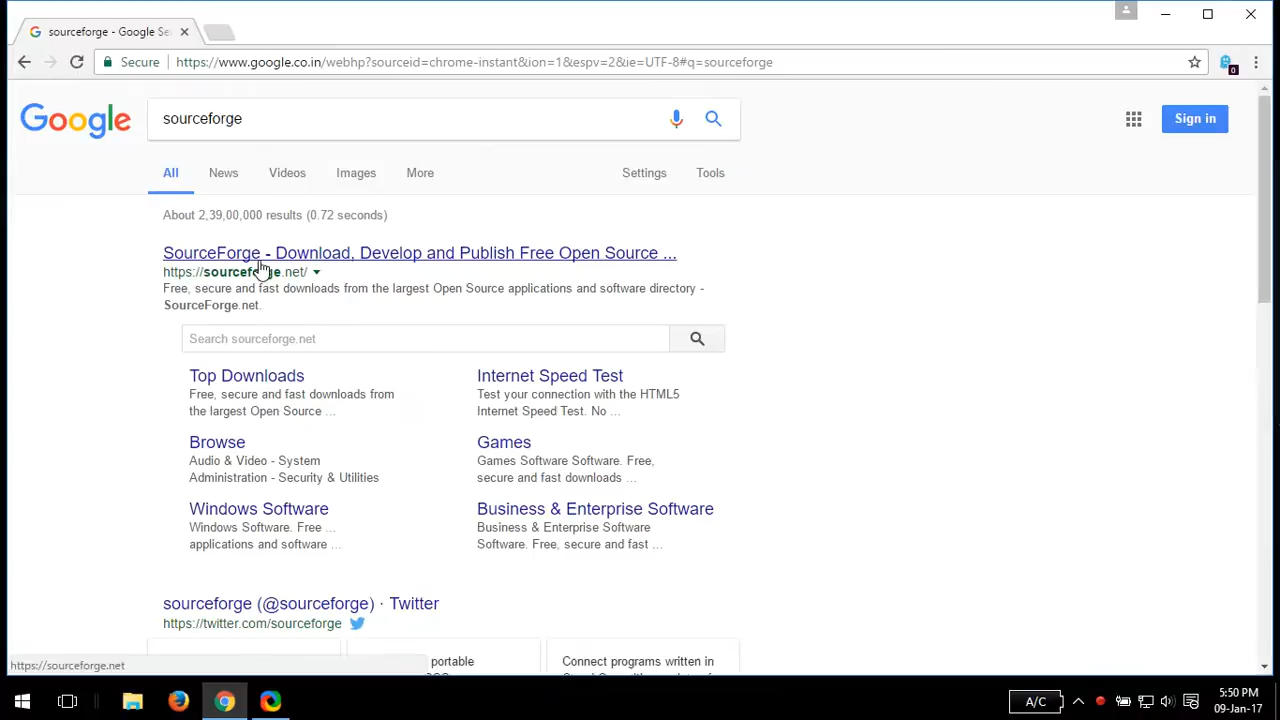 sourceforge - Google Se
Secure
https://www.google.co.in/webhp?sourceid=chrome-instant&ion=1&espv=2&ie=UTF-8#q=sourceforge
0
Google
sourceforge
Sign in
All News Videos Images More Settings Tools
About 2,39,00,000 results (0.72 seconds)
SourceForge - Download, Develop and Publish Free Open Source ...
https://sourceforge.net/
Free, secure and fast downloads from the largest Open Source applications and software directory -
SourceForge.net.
Search sourceforge.net
Top Downloads
Free, secure and fast downloads from
the largest Open Source ...
Internet Speed Test
Test your connection with the HTML5
Internet Speed Test. No ...
Browse
Audio & Video - System
Administration - Security & Utilities
Games
Games Software Software. Free,
secure and fast downloads ...
Windows Software
Windows Software. Free ...
applications and software ...
Business & Enterprise Software
Business & Enterprise Software
Software. Free, secure and fast ...
sourceforge (@sourceforge) · Twitter
https://twitter.com/sourceforge
portable
Connect programs written in
https://sourceforge.net
A/C
5:50 PM
09-Jan-17